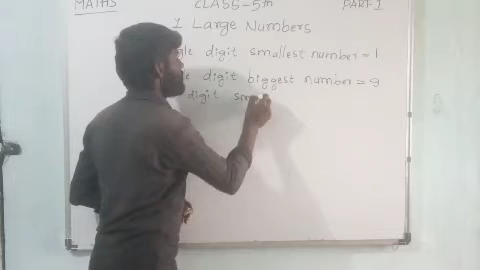 MATHS CLASS-5th PART-1
1 Large Numbers
digit smallest number = 1
digit biggest number = 9
digit